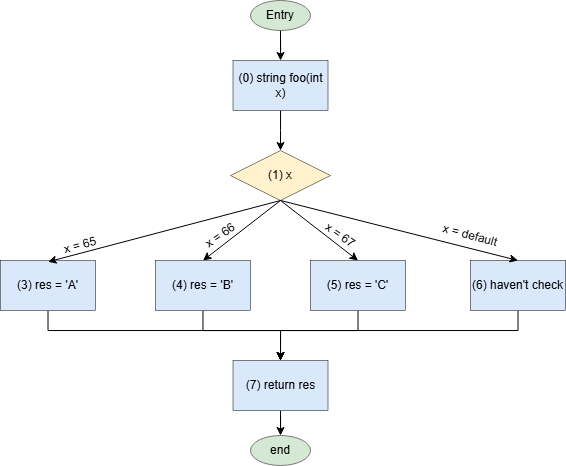 Entry
(0) string foo(int
x)
(1) x
x = 65
x = 66
x = 67
x = default
(3) res = 'A'
(4) res = 'B'
(5) res = 'C'
(6) haven't check
(7) return res
end